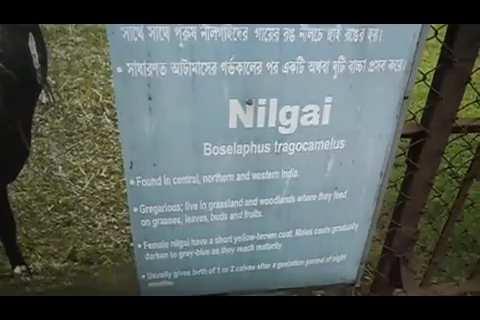 সাথে সাথে পুরুষ নীলগাইদের গায়ের রঙ নীলচে ছাই রঙের হয়।
• সাধারণত আটমাসের গর্ভকালের পর একটি অথবা দুটি বাচ্চা প্রসব করে।
Nilgai
Boselaphus tragocamelus
• Found in central, northern and western India.
• Gregarious: live in grassland and woodlands where they feed
on grasses, leaves, buds and fruits.
• Female nilgai have a short yellow-brown coat. Males coats gradually
darken to grey-blue as they reach maturity.
• Usually gives birth of 1 or 2 calves after a gestation period of eight
months.